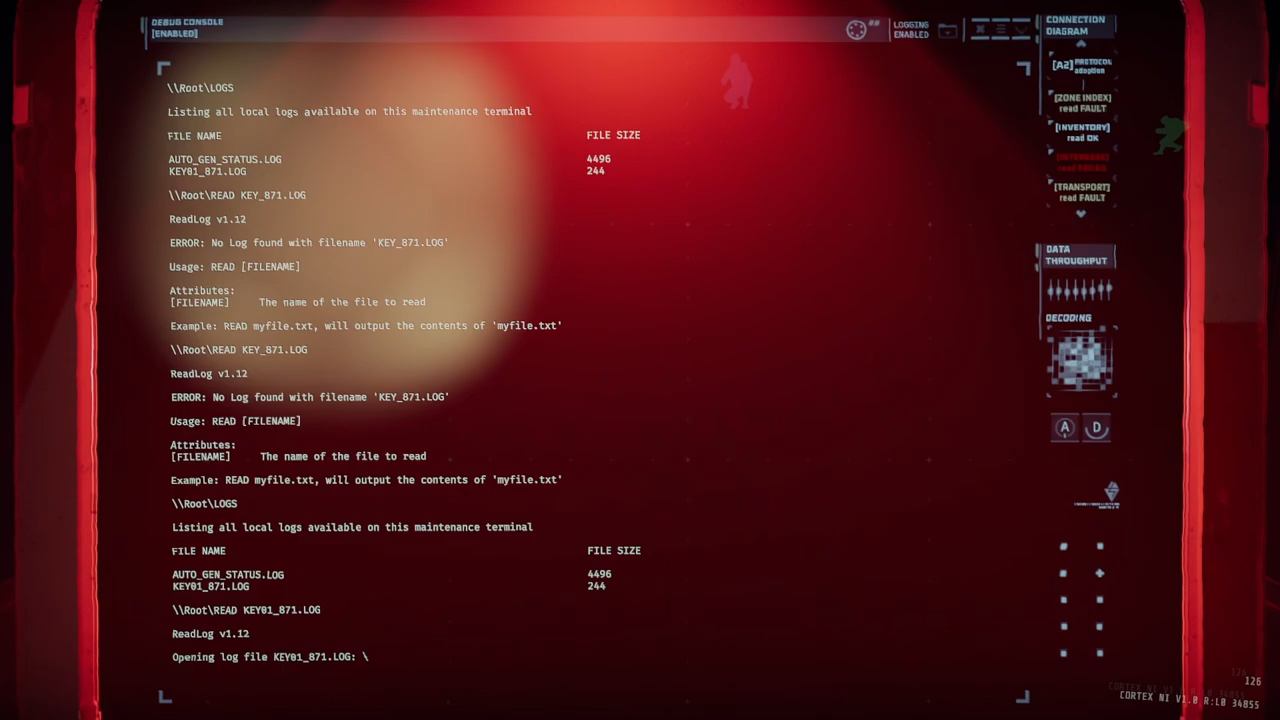 DEBUG CONSOLE
[ENABLED]
LOGGING
ENABLED
\\Root\LOGS
Listing all local logs available on this maintenance terminal
FILE NAME FILE SIZE
AUTO_GEN_STATUS.LOG 4496
KEY01_871.LOG 244
\\Root\READ KEY_871.LOG
ReadLog v1.12
ERROR: No Log found with filename 'KEY_871.LOG'
Usage: READ [FILENAME]
Attributes:
[FILENAME] The name of the file to read
Example: READ myfile.txt, will output the contents of 'myfile.txt'
\\Root\READ KEY_871.LOG
ReadLog v1.12
ERROR: No Log found with filename 'KEY_871.LOG'
Usage: READ [FILENAME]
Attributes:
[FILENAME] The name of the file to read
Example: READ myfile.txt, will output the contents of 'myfile.txt'
\\Root\LOGS
Listing all local logs available on this maintenance terminal
FILE NAME FILE SIZE
AUTO_GEN_STATUS.LOG 4496
KEY01_871.LOG 244
\\Root\READ KEY01_871.LOG
ReadLog v1.12
Opening log file KEY01_871.LOG: \
CONNECTION
DIAGRAM
[A2] PROTOCOL
adaption
[ZONE INDEX]
read FAULT
[INVENTORY]
read OK
read FAILED
[TRANSPORT]
read FAULT
DATA
THROUGHPUT
DECODING
A D
126
CORTEX NI V1.0 R:L0 34855